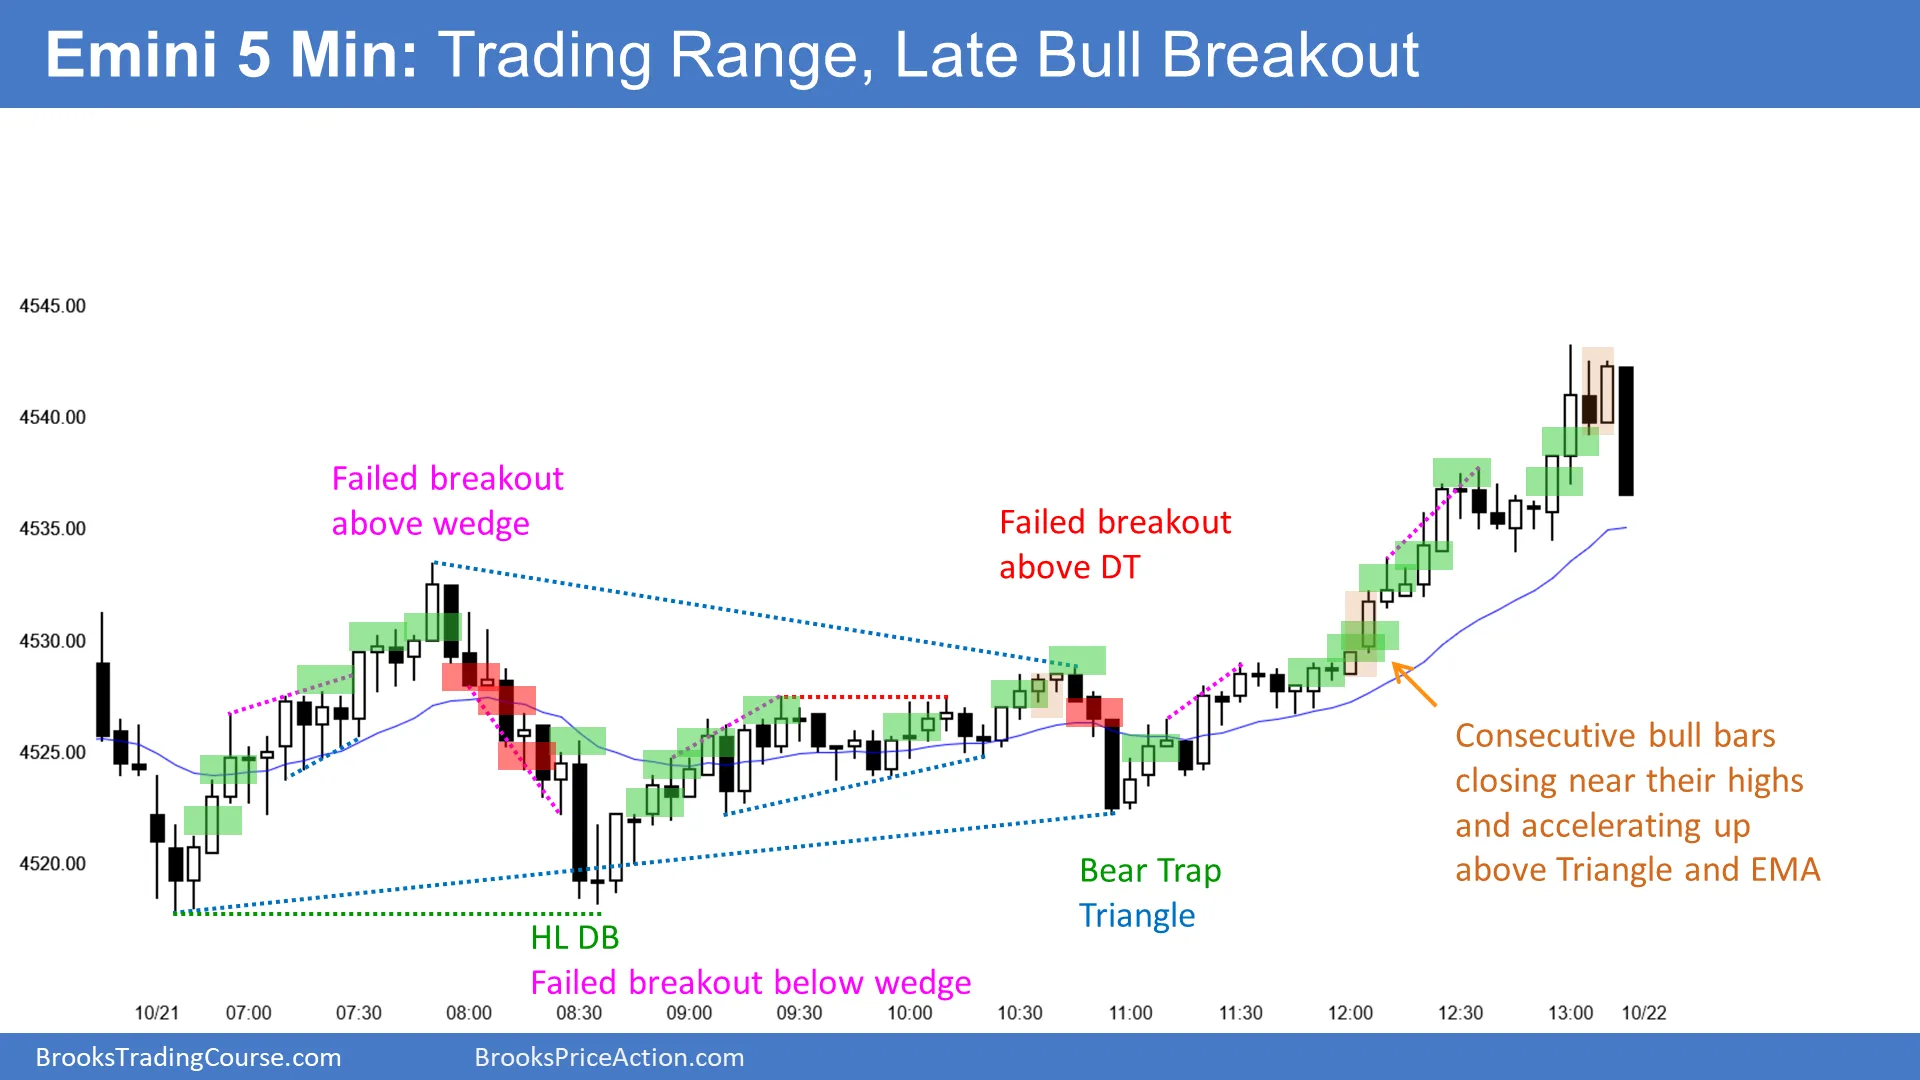 Emini 5 Min: Trading Range, Late Bull Breakout
4545.00
4540.00
4535.00
4530.00
4525.00
4520.00
Failed breakout
above wedge
Failed breakout
above DT
Consecutive bull bars
closing near their highs
and accelerating up
above Triangle and EMA
Bear Trap
Triangle
HL DB
Failed breakout below wedge
10/21 07:00 07:30 08:00 08:30 09:00 09:30 10:00 10:30 11:00 11:30 12:00 12:30 13:00 10/22
BrooksTradingCourse.com BrooksPriceAction.com